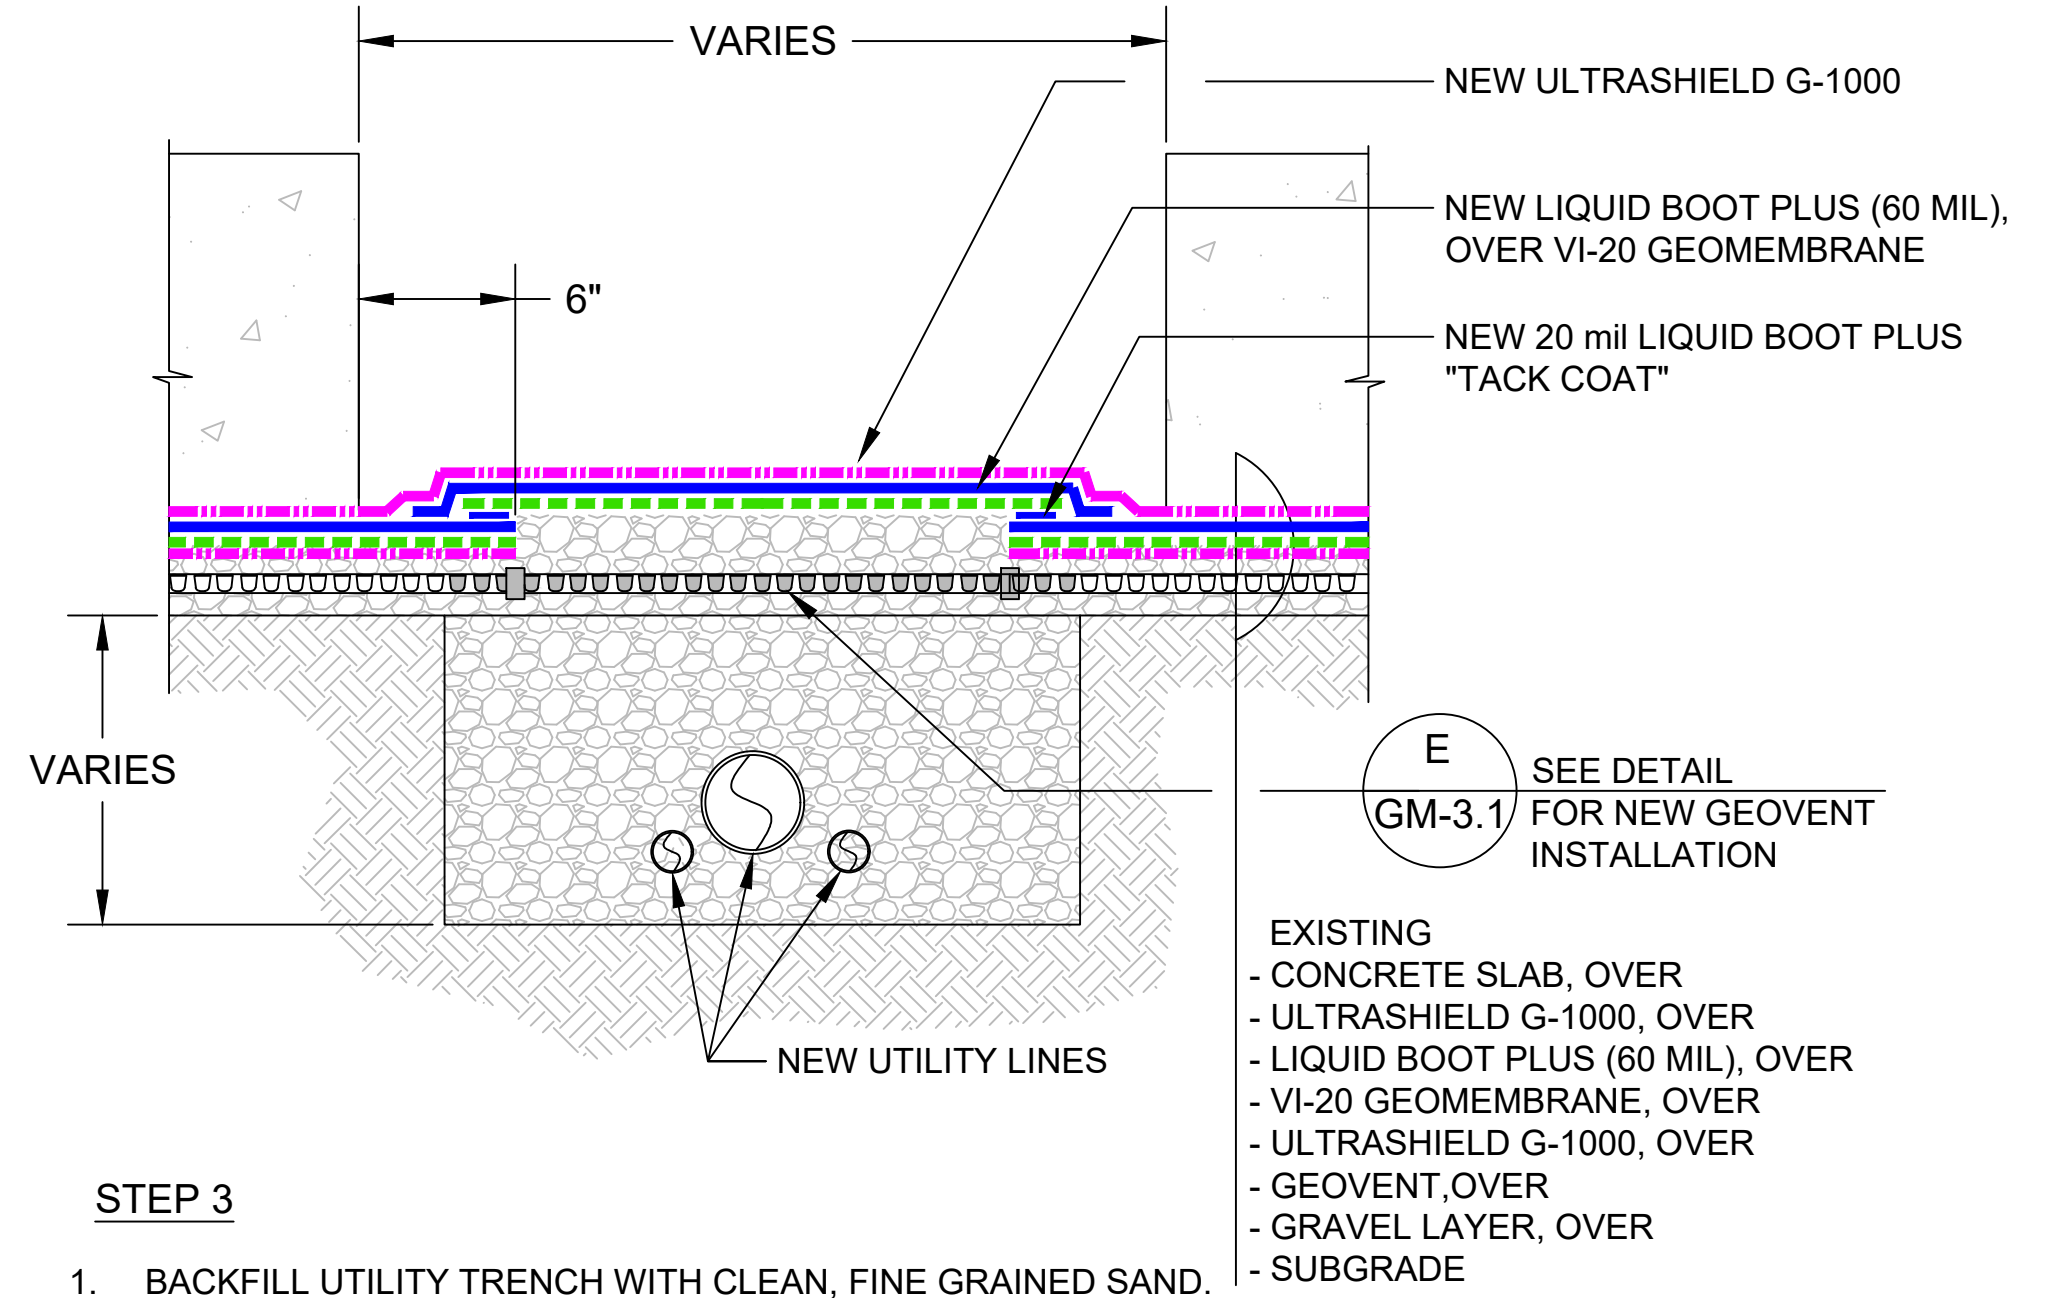 VARIES
NEW ULTRASHIELD G-1000
NEW LIQUID BOOT PLUS (60 MIL),
OVER VI-20 GEOMEMBRANE
6"
NEW 20 mil LIQUID BOOT PLUS
"TACK COAT"
VARIES
E
GM-3.1
SEE DETAIL
FOR NEW GEOVENT
INSTALLATION
NEW UTILITY LINES
EXISTING
- CONCRETE SLAB, OVER
- ULTRASHIELD G-1000, OVER
- LIQUID BOOT PLUS (60 MIL), OVER
- VI-20 GEOMEMBRANE, OVER
- ULTRASHIELD G-1000, OVER
- GEOVENT,OVER
- GRAVEL LAYER, OVER
- SUBGRADE
STEP 3
1. BACKFILL UTILITY TRENCH WITH CLEAN, FINE GRAINED SAND.